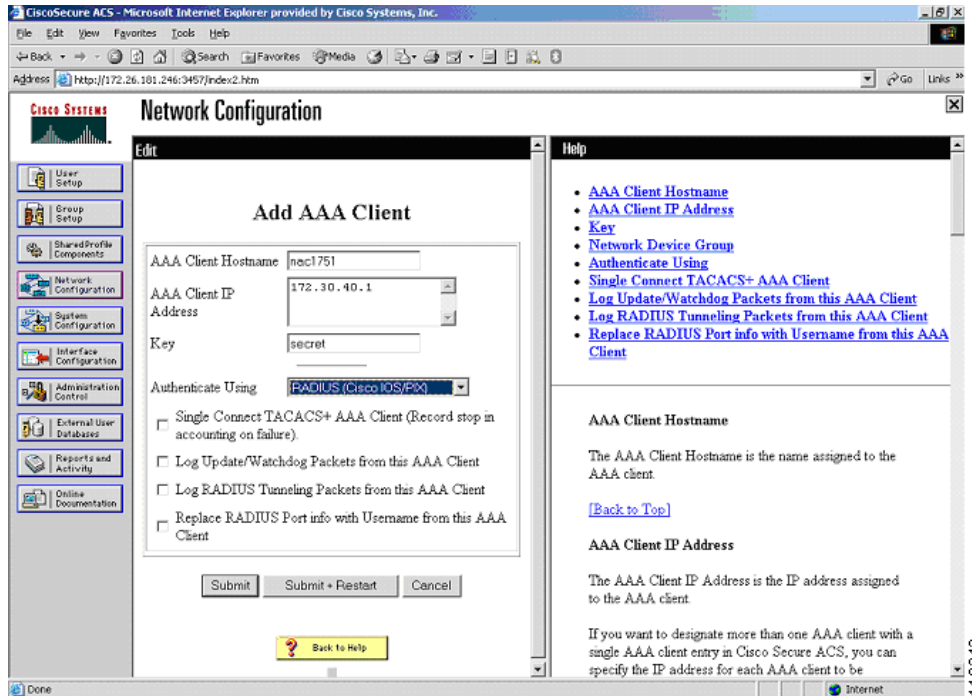 CiscoSecure ACS - Microsoft Internet Explorer provided by Cisco Systems, Inc.
File Edit View Favorites Tools Help
Back Search Favorites Media
Address http://172.26.181.246:3457/index2.htm Go Links »
CISCO SYSTEMS
Network Configuration
User Setup
Group Setup
Shared Profile Components
Network Configuration
System Configuration
Interface Configuration
Administration Control
External User Databases
Reports and Activity
Online Documentation
Edit
Add AAA Client
AAA Client Hostname nac1751
AAA Client IP Address 172.30.40.1
Key secret
Authenticate Using RADIUS (Cisco IOS/PIX)
Single Connect TACACS+ AAA Client (Record stop in
accounting on failure).
Log Update/Watchdog Packets from this AAA Client
Log RADIUS Tunneling Packets from this AAA Client
Replace RADIUS Port info with Username from this AAA
Client
Submit Submit + Restart Cancel
? Back to Help
Help
• AAA Client Hostname
• AAA Client IP Address
• Key
• Network Device Group
• Authenticate Using
• Single Connect TACACS+ AAA Client
• Log Update/Watchdog Packets from this AAA Client
• Log RADIUS Tunneling Packets from this AAA Client
• Replace RADIUS Port info with Username from this AAA
Client
AAA Client Hostname
The AAA Client Hostname is the name assigned to the
AAA client.
[Back to Top]
AAA Client IP Address
The AAA Client IP Address is the IP address assigned
to the AAA client.
If you want to designate more than one AAA client with a
single AAA client entry in Cisco Secure ACS, you can
specify the IP address for each AAA client to be
Done Internet